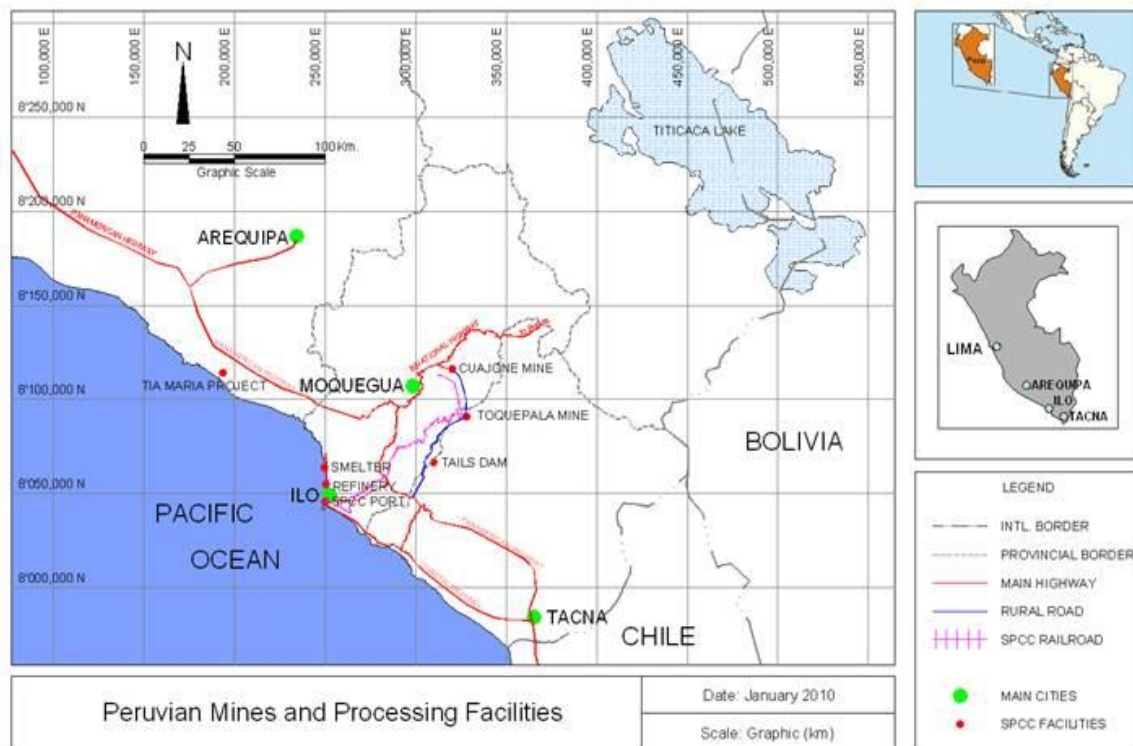 100,000 E
150,000 E
200,000 E
250,000 E
300,000 E
350,000 E
400,000 E
450,000 E
500,000 E
550,000 E
N
8'250,000 N
0 25 50 100 Km.
Graphic Scale
TITICACA LAKE
8'200,000 N
PANAMERICAN HIGHWAY
AREQUIPA
8'150,000 N
HIGHWAY
TIA MARIA PROJECT
MOQUEGUA
CUAJONE MINE
8'100,000 N
TOQUEPALA MINE
BOLIVIA
SMELTER
TAILS DAM
REFINERY
ILO
SPCC PORT
8'050,000 N
PACIFIC
OCEAN
8'000,000 N
TACNA
CHILE
Peru
LIMA
AREQUIPA
ILO
TACNA
LEGEND
INTL. BORDER
PROVINCIAL BORDER
MAIN HIGHWAY
RURAL ROAD
SPCC RAILROAD
MAIN CITIES
SPCC FACILITIES
Peruvian Mines and Processing Facilities
Date: January 2010
Scale: Graphic (km)